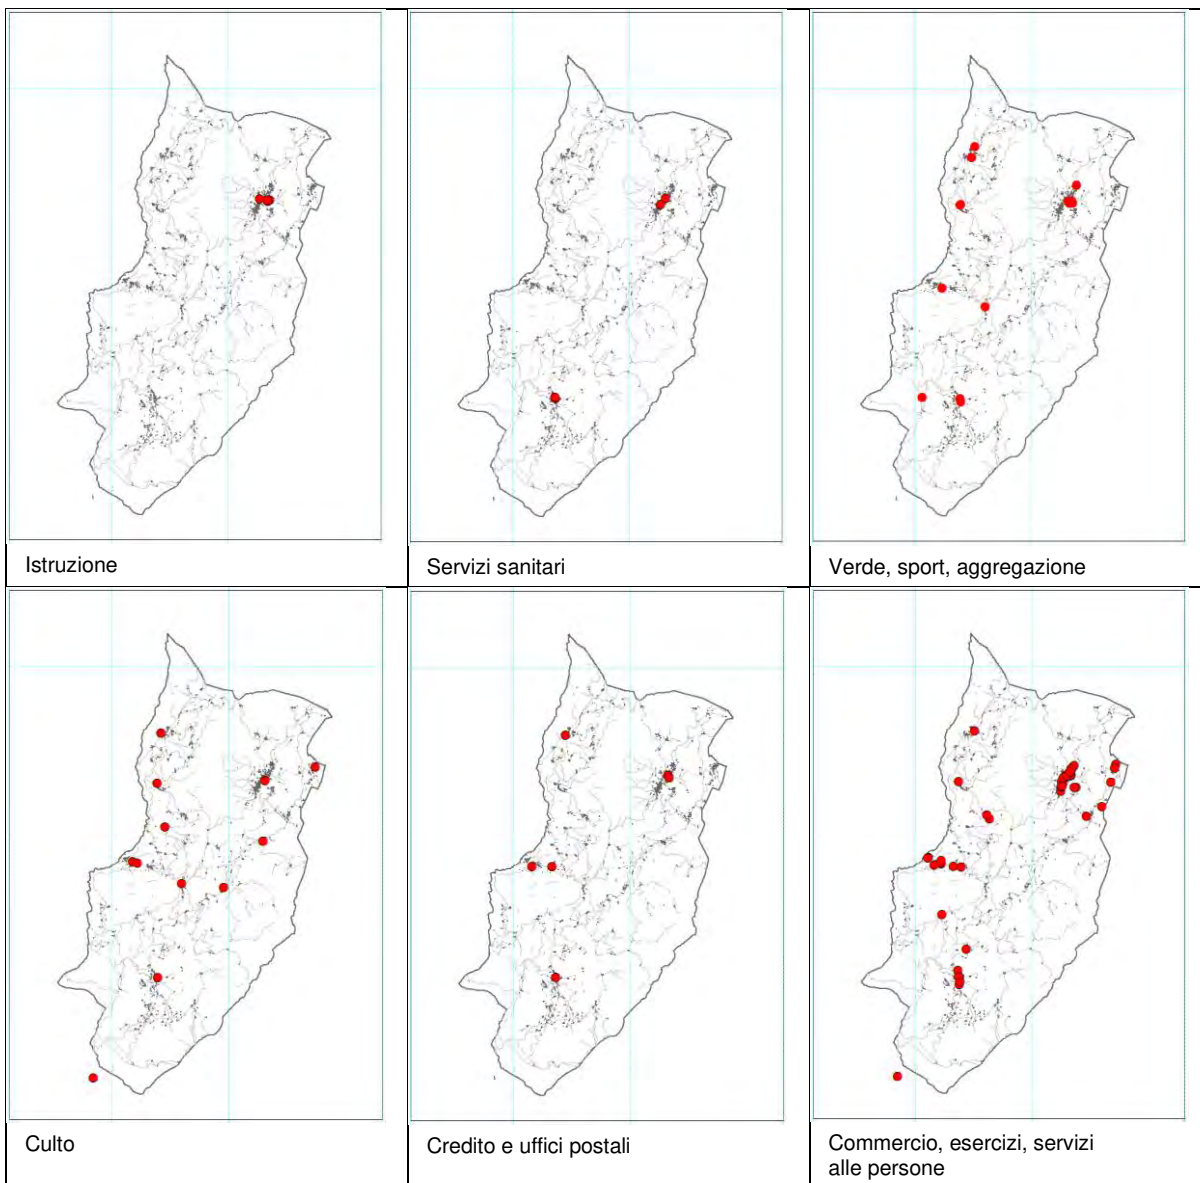 Istruzione
Servizi sanitari
Verde, sport, aggregazione
Culto
Credito e uffici postali
Commercio, esercizi, servizi
alle persone